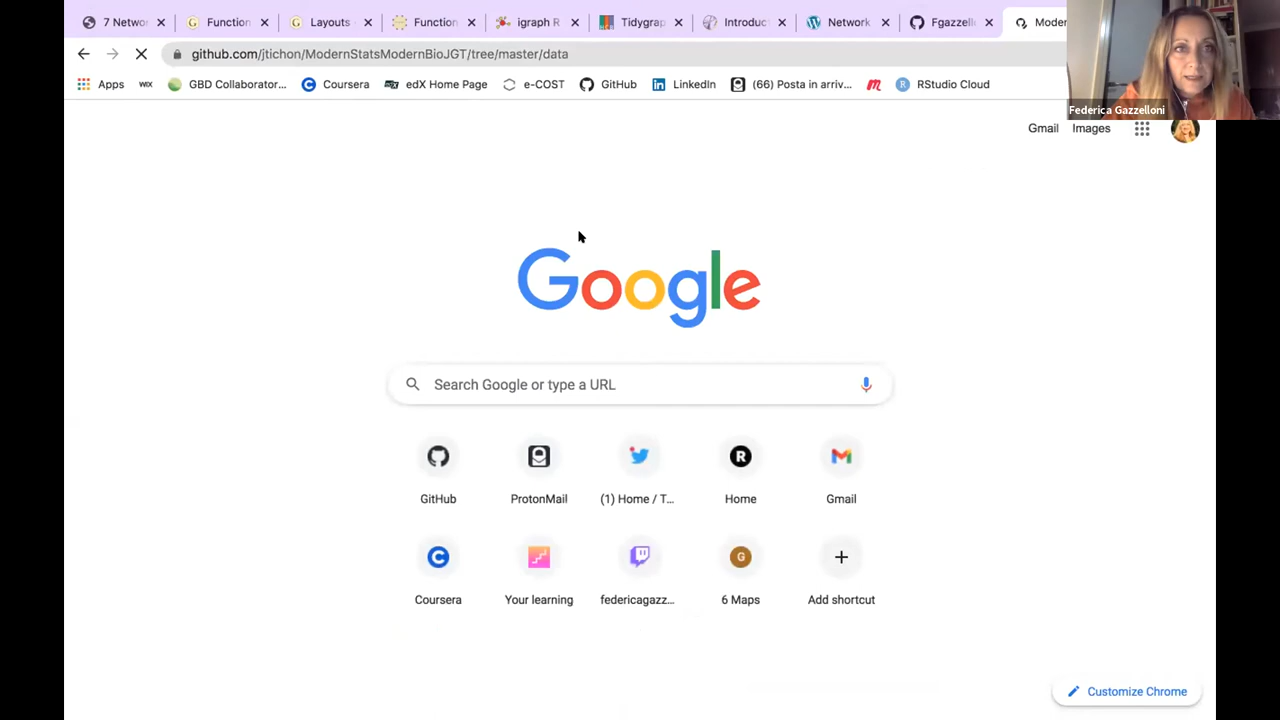 7 Netwo Function Layouts Function igraph R Tidygrap Introduc Network Fgazzell Moder
github.com/jtichon/ModernStatsModernBioJGT/tree/master/data
Apps WIX GBD Collaborator... Coursera edX Home Page e-COST GitHub LinkedIn (66) Posta in arriv... RStudio Cloud
Federica Gazzelloni
Gmail Images
Google
Search Google or type a URL
GitHub ProtonMail (1) Home / T... Home Gmail
Coursera Your learning federicagazz... 6 Maps Add shortcut
Customize Chrome